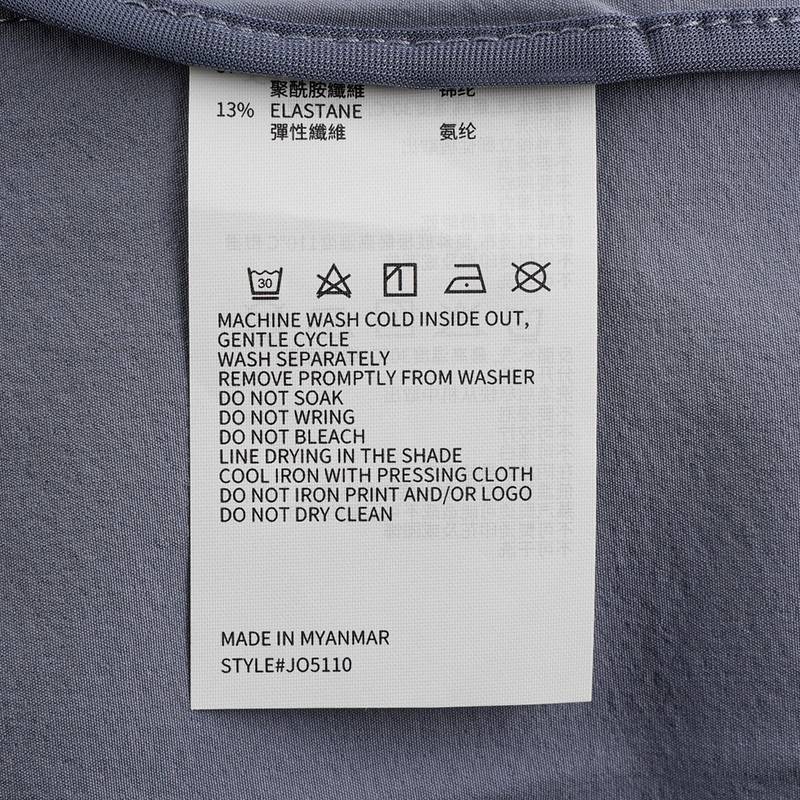 聚酰胺纖維 锦纶
13% ELASTANE
彈性纖維 氨纶
30
MACHINE WASH COLD INSIDE OUT,
GENTLE CYCLE
WASH SEPARATELY
REMOVE PROMPTLY FROM WASHER
DO NOT SOAK
DO NOT WRING
DO NOT BLEACH
LINE DRYING IN THE SHADE
COOL IRON WITH PRESSING CLOTH
DO NOT IRON PRINT AND/OR LOGO
DO NOT DRY CLEAN
MADE IN MYANMAR
STYLE#JO5110